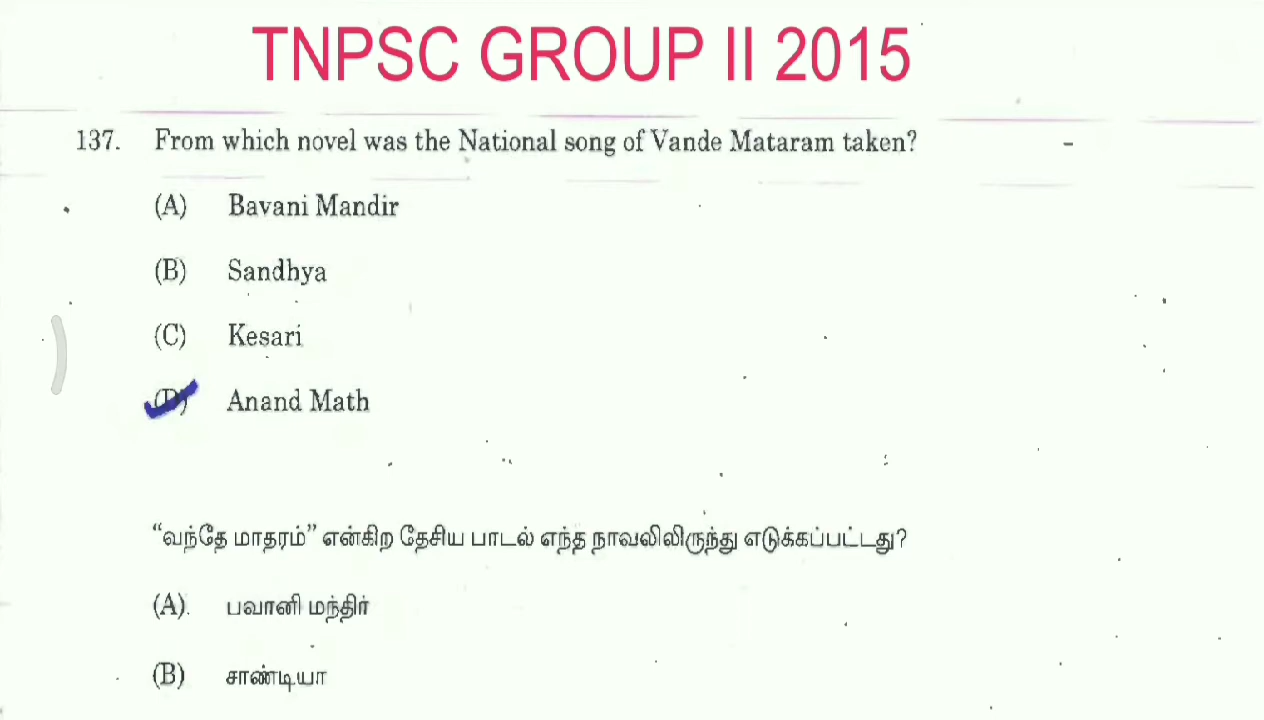 TNPSC GROUP II 2015
137. From which novel was the National song of Vande Mataram taken?
(A) Bavani Mandir
(B) Sandhya
(C) Kesari
(D) Anand Math
“வந்தே மாதரம்” என்கிற தேசிய பாடல் எந்த நாவலிலிருந்து எடுக்கப்பட்டது?
(A) பவானி மந்திர்
(B) சாண்டியா